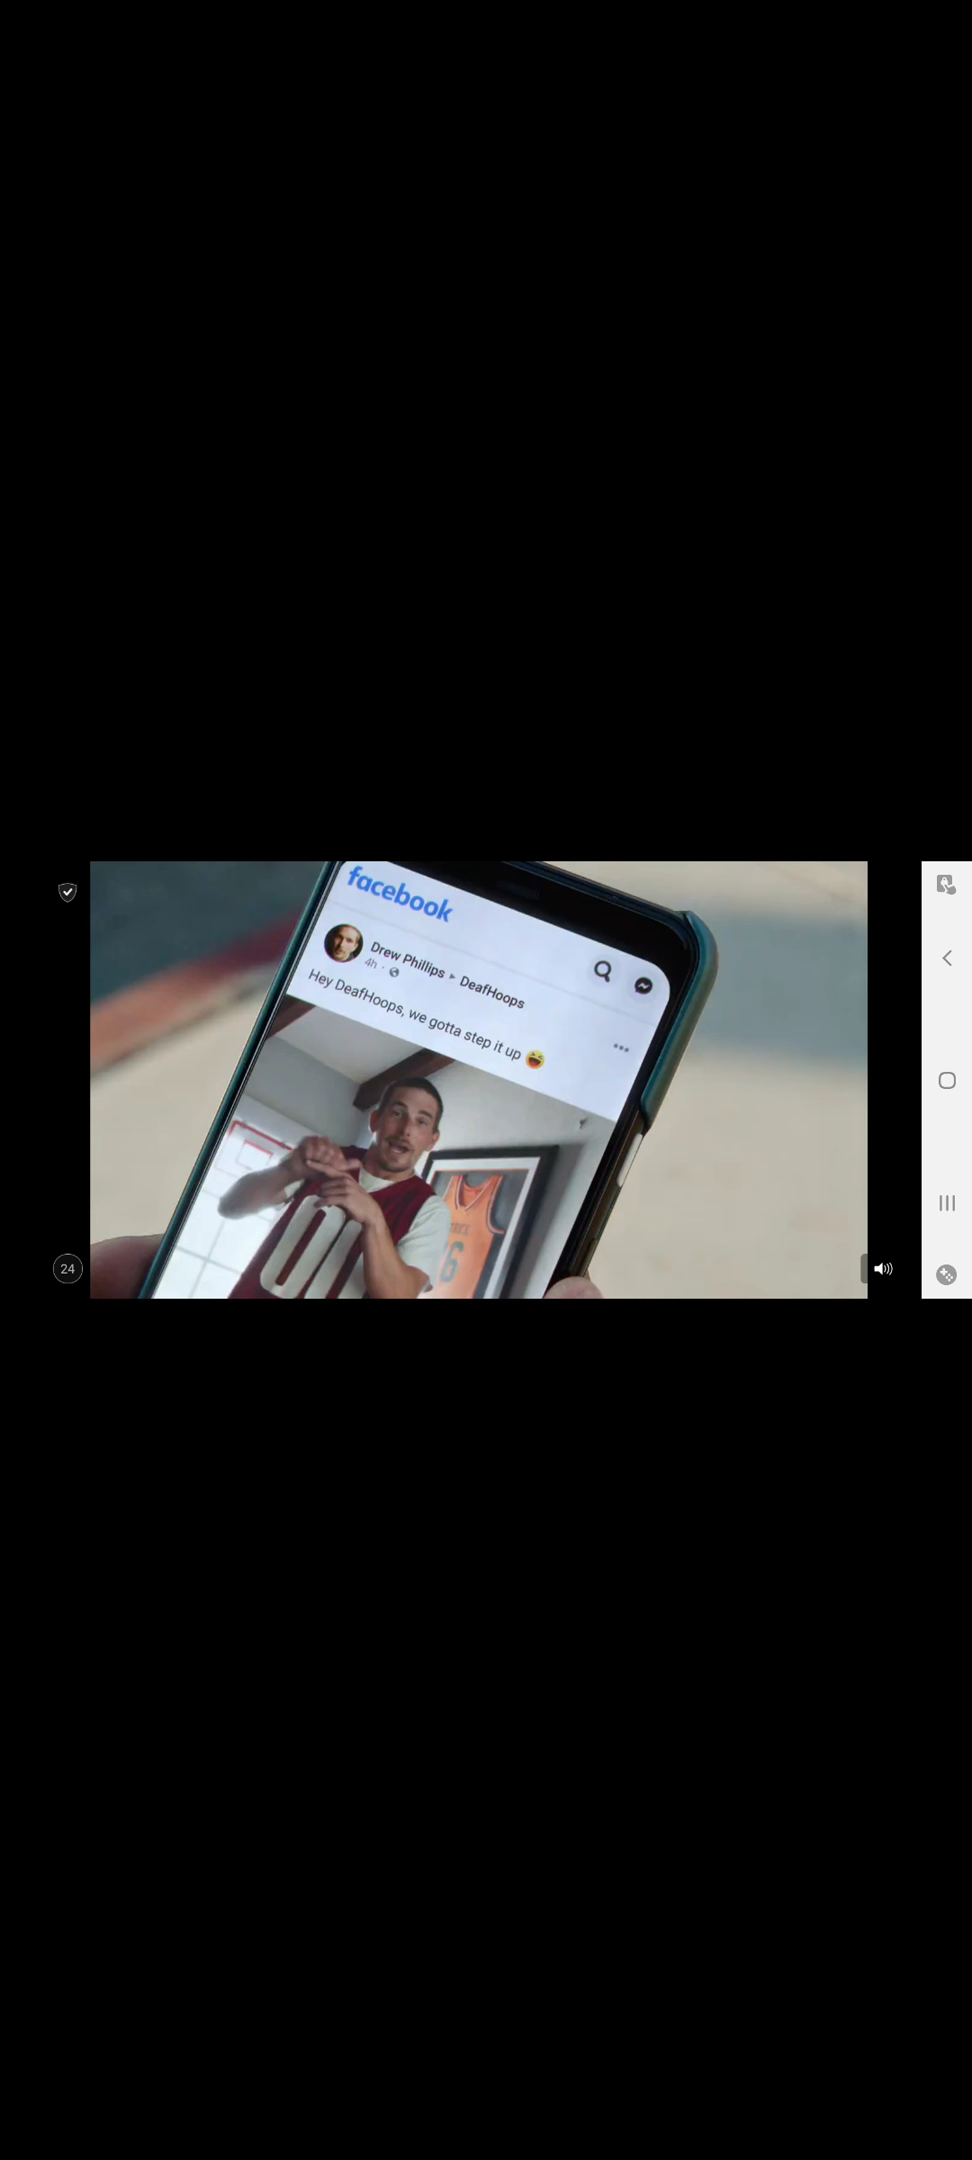 facebook
Drew Phillips ▸ DeafHoops
4h ·
Hey DeafHoops, we gotta step it up 😆
24